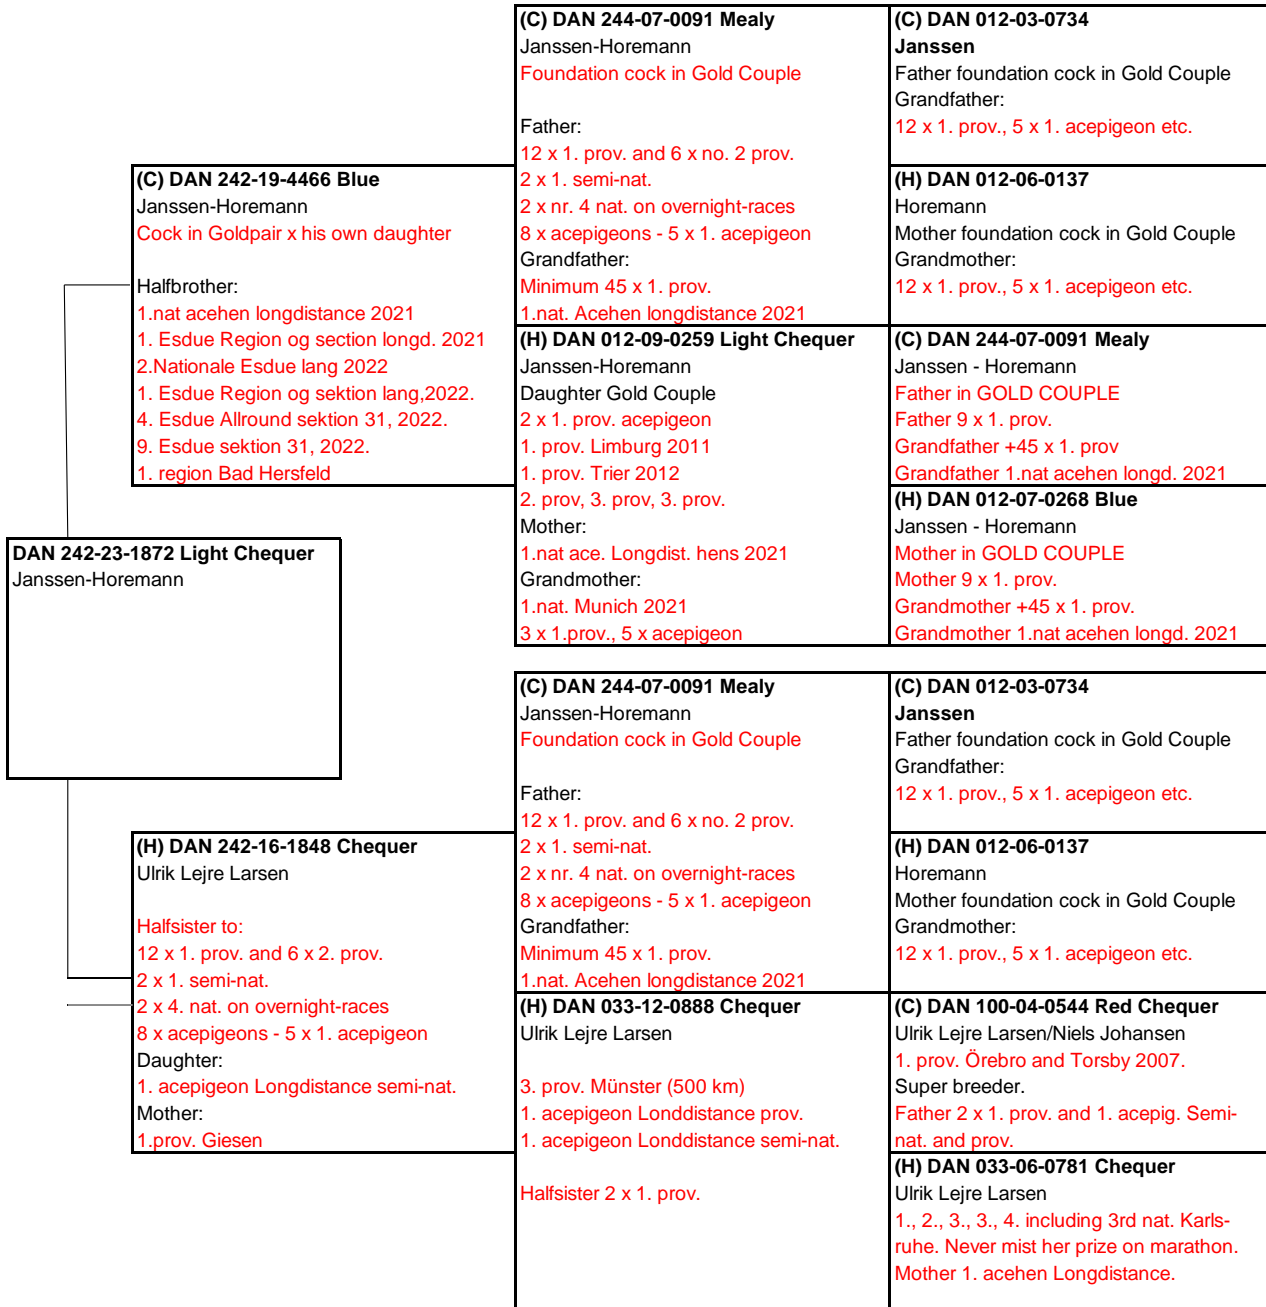 (C) DAN 244-07-0091 Mealy
Janssen-Horemann
Foundation cock in Gold Couple
Father:
12 x 1. prov. and 6 x no. 2 prov.
2 x 1. semi-nat.
2 x nr. 4 nat. on overnight-races
8 x acepigeons - 5 x 1. acepigeon
Grandfather:
Minimum 45 x 1. prov.
1.nat. Acehen longdistance 2021
(C) DAN 012-03-0734
Janssen
Father foundation cock in Gold Couple
Grandfather:
12 x 1. prov., 5 x 1. acepigeon etc.
(H) DAN 012-06-0137
Horemann
Mother foundation cock in Gold Couple
Grandmother:
12 x 1. prov., 5 x 1. acepigeon etc.
(C) DAN 242-19-4466 Blue
Janssen-Horemann
Cock in Goldpair x his own daughter
Halfbrother:
1.nat acehen longdistance 2021
1. Esdue Region og section longd. 2021
2.Nationale Esdue lang 2022
1. Esdue Region og sektion lang,2022.
4. Esdue Allround sektion 31, 2022.
9. Esdue sektion 31, 2022.
1. region Bad Hersfeld
(H) DAN 012-09-0259 Light Chequer
Janssen-Horemann
Daughter Gold Couple
2 x 1. prov. acepigeon
1. prov. Limburg 2011
1. prov. Trier 2012
2. prov, 3. prov, 3. prov.
Mother:
1.nat ace. Longdist. hens 2021
Grandmother:
1.nat. Munich 2021
3 x 1.prov., 5 x acepigeon
(C) DAN 244-07-0091 Mealy
Janssen - Horemann
Father in GOLD COUPLE
Father 9 x 1. prov.
Grandfather +45 x 1. prov
Grandfather 1.nat acehen longd. 2021
(H) DAN 012-07-0268 Blue
Janssen - Horemann
Mother in GOLD COUPLE
Mother 9 x 1. prov.
Grandmother +45 x 1. prov.
Grandmother 1.nat acehen longd. 2021
DAN 242-23-1872 Light Chequer
Janssen-Horemann
(C) DAN 244-07-0091 Mealy
Janssen-Horemann
Foundation cock in Gold Couple
Father:
12 x 1. prov. and 6 x no. 2 prov.
2 x 1. semi-nat.
2 x nr. 4 nat. on overnight-races
8 x acepigeons - 5 x 1. acepigeon
Grandfather:
Minimum 45 x 1. prov.
1.nat. Acehen longdistance 2021
(C) DAN 012-03-0734
Janssen
Father foundation cock in Gold Couple
Grandfather:
12 x 1. prov., 5 x 1. acepigeon etc.
(H) DAN 012-06-0137
Horemann
Mother foundation cock in Gold Couple
Grandmother:
12 x 1. prov., 5 x 1. acepigeon etc.
(H) DAN 242-16-1848 Chequer
Ulrik Lejre Larsen
Halfsister to:
12 x 1. prov. and 6 x 2. prov.
2 x 1. semi-nat.
2 x 4. nat. on overnight-races
8 x acepigeons - 5 x 1. acepigeon
Daughter:
1. acepigeon Longdistance semi-nat.
Mother:
1.prov. Giesen
(H) DAN 033-12-0888 Chequer
Ulrik Lejre Larsen
3. prov. Münster (500 km)
1. acepigeon Londdistance prov.
1. acepigeon Londdistance semi-nat.
Halfsister 2 x 1. prov.
(C) DAN 100-04-0544 Red Chequer
Ulrik Lejre Larsen/Niels Johansen
1. prov. Örebro and Torsby 2007.
Super breeder.
Father 2 x 1. prov. and 1. acepig. Semi-
nat. and prov.
(H) DAN 033-06-0781 Chequer
Ulrik Lejre Larsen
1., 2., 3., 3., 4. including 3rd nat. Karls-
ruhe. Never mist her prize on marathon.
Mother 1. acehen Longdistance.